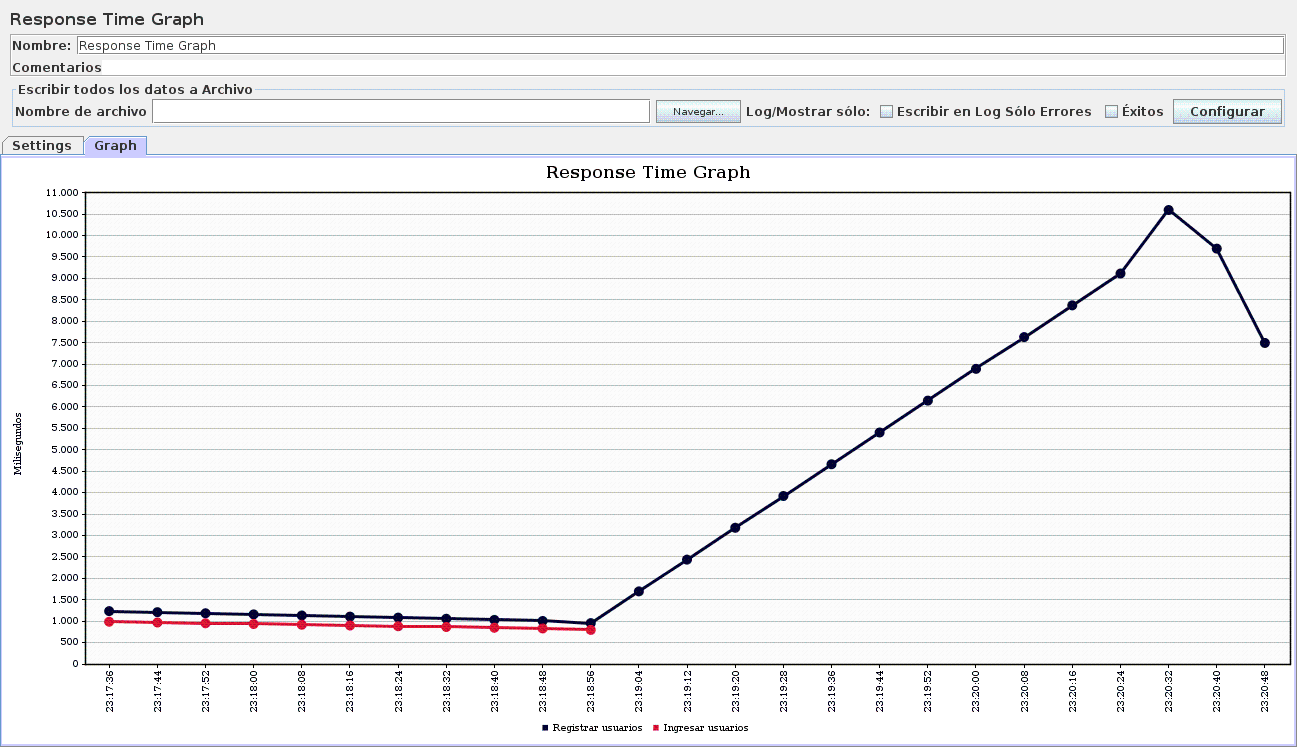 Response Time Graph
Nombre: Response Time Graph
Comentarios
Escribir todos los datos a Archivo
Nombre de archivo Navegar... Log/Mostrar sólo: Escribir en Log Sólo Errores Éxitos Configurar
Settings Graph
Response Time Graph
11.000
10.500
10.000
9.500
9.000
8.500
8.000
7.500
7.000
6.500
6.000
5.500
5.000
4.500
4.000
3.500
3.000
2.500
2.000
1.500
1.000
500
0
Milisegundos
23:17:36 23:17:44 23:17:52 23:18:00 23:18:08 23:18:16 23:18:24 23:18:32 23:18:40 23:18:48 23:18:56 23:19:04 23:19:12 23:19:20 23:19:28 23:19:36 23:19:44 23:19:52 23:20:00 23:20:08 23:20:16 23:20:24 23:20:32 23:20:40 23:20:48
Registrar usuarios Ingresar usuarios